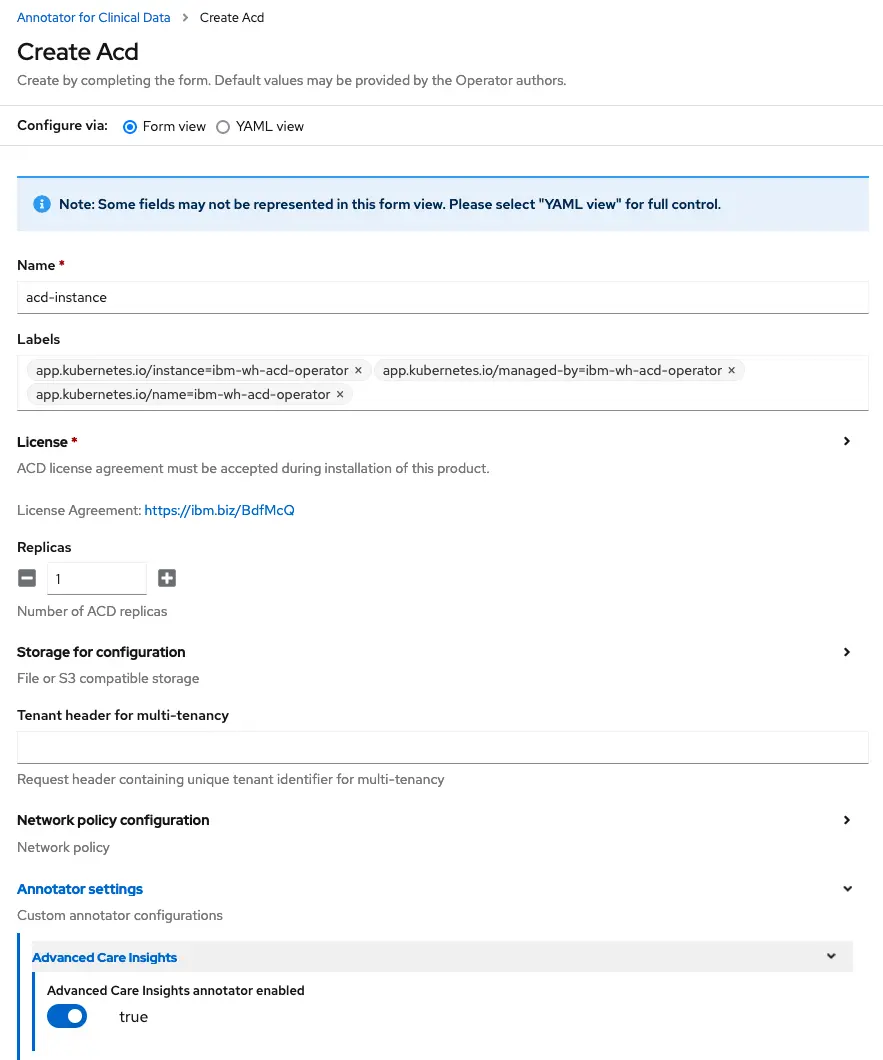 Annotator for Clinical Data > Create Acd
Create Acd
Create by completing the form. Default values may be provided by the Operator authors.
Configure via: Form view YAML view
Note: Some fields may not be represented in this form view. Please select "YAML view" for full control.
Name *
acd-instance
Labels
app.kubernetes.io/instance=ibm-wh-acd-operator × app.kubernetes.io/managed-by=ibm-wh-acd-operator ×
app.kubernetes.io/name=ibm-wh-acd-operator ×
License *
ACD license agreement must be accepted during installation of this product.
License Agreement: https://ibm.biz/BdfMcQ
Replicas
1
Number of ACD replicas
Storage for configuration
File or S3 compatible storage
Tenant header for multi-tenancy
Request header containing unique tenant identifier for multi-tenancy
Network policy configuration
Network policy
Annotator settings
Custom annotator configurations
Advanced Care Insights
Advanced Care Insights annotator enabled
true